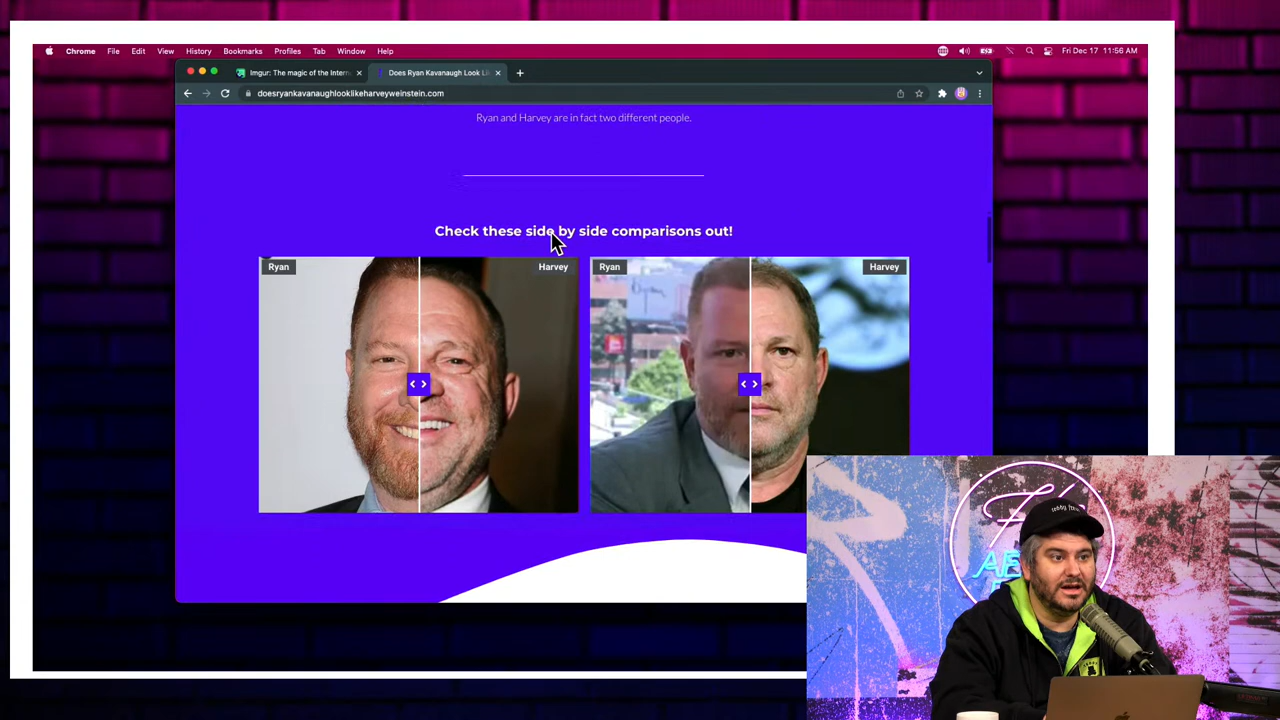 Chrome File Edit View History Bookmarks Profiles Tab Window Help Fri Dec 17 11:56 AM
Imgur: The magic of the Intern Does Ryan Kavanaugh Look Li
doesryankavanaughlooklikeharveyweinstein.com
Ryan and Harvey are in fact two different people.
Check these side by side comparisons out!
Ryan Harvey Ryan Harvey